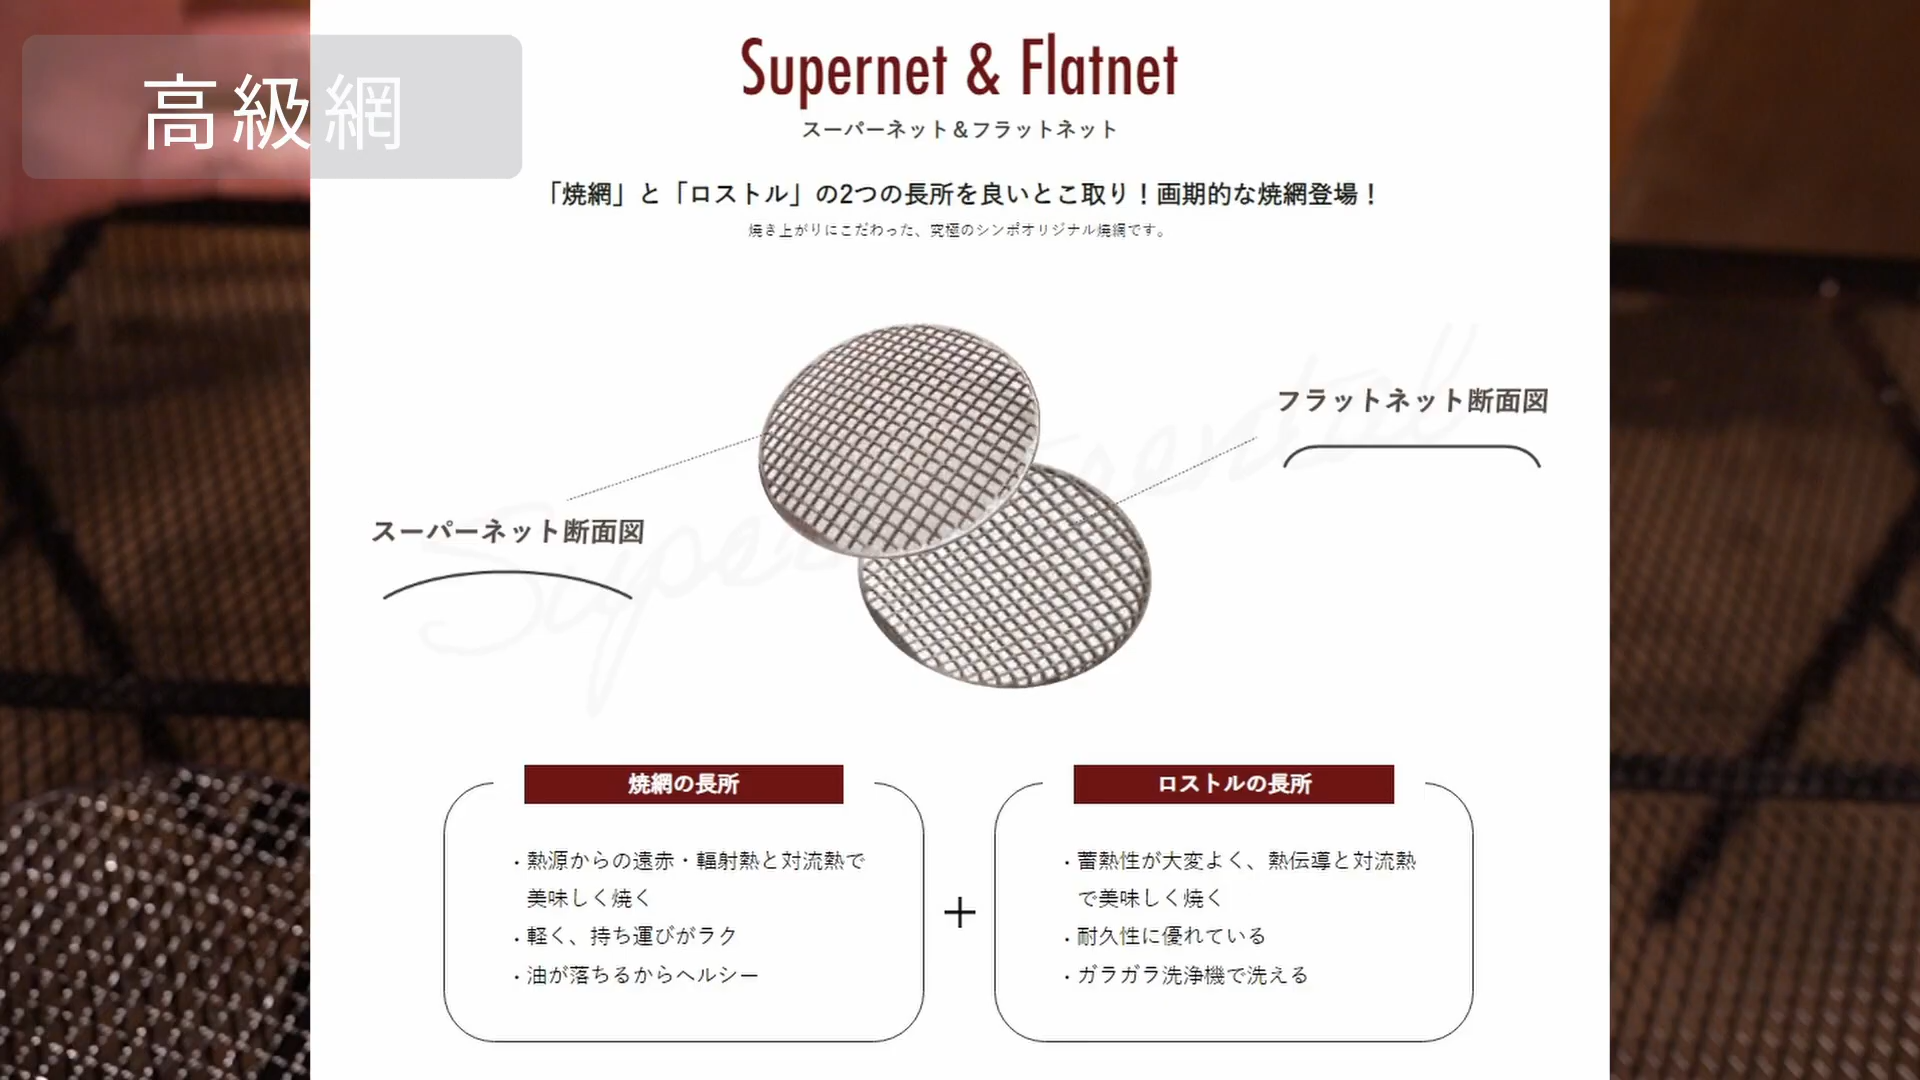 高級網
Supernet & Flatnet
スーパーネット＆フラットネット
「焼網」と「ロストル」の2つの長所を良いとこ取り！画期的な焼網登場！
焼き上がりにこだわった、究極のシンポオリジナル焼網です。
フラットネット断面図
スーパーネット断面図
焼網の長所
・熱源からの遠赤・輻射熱と対流熱で
美味しく焼く
・軽く、持ち運びがラク
・油が落ちるからヘルシー
＋
ロストルの長所
・蓄熱性が大変よく、熱伝導と対流熱
で美味しく焼く
・耐久性に優れている
・ガラガラ洗浄機で洗える